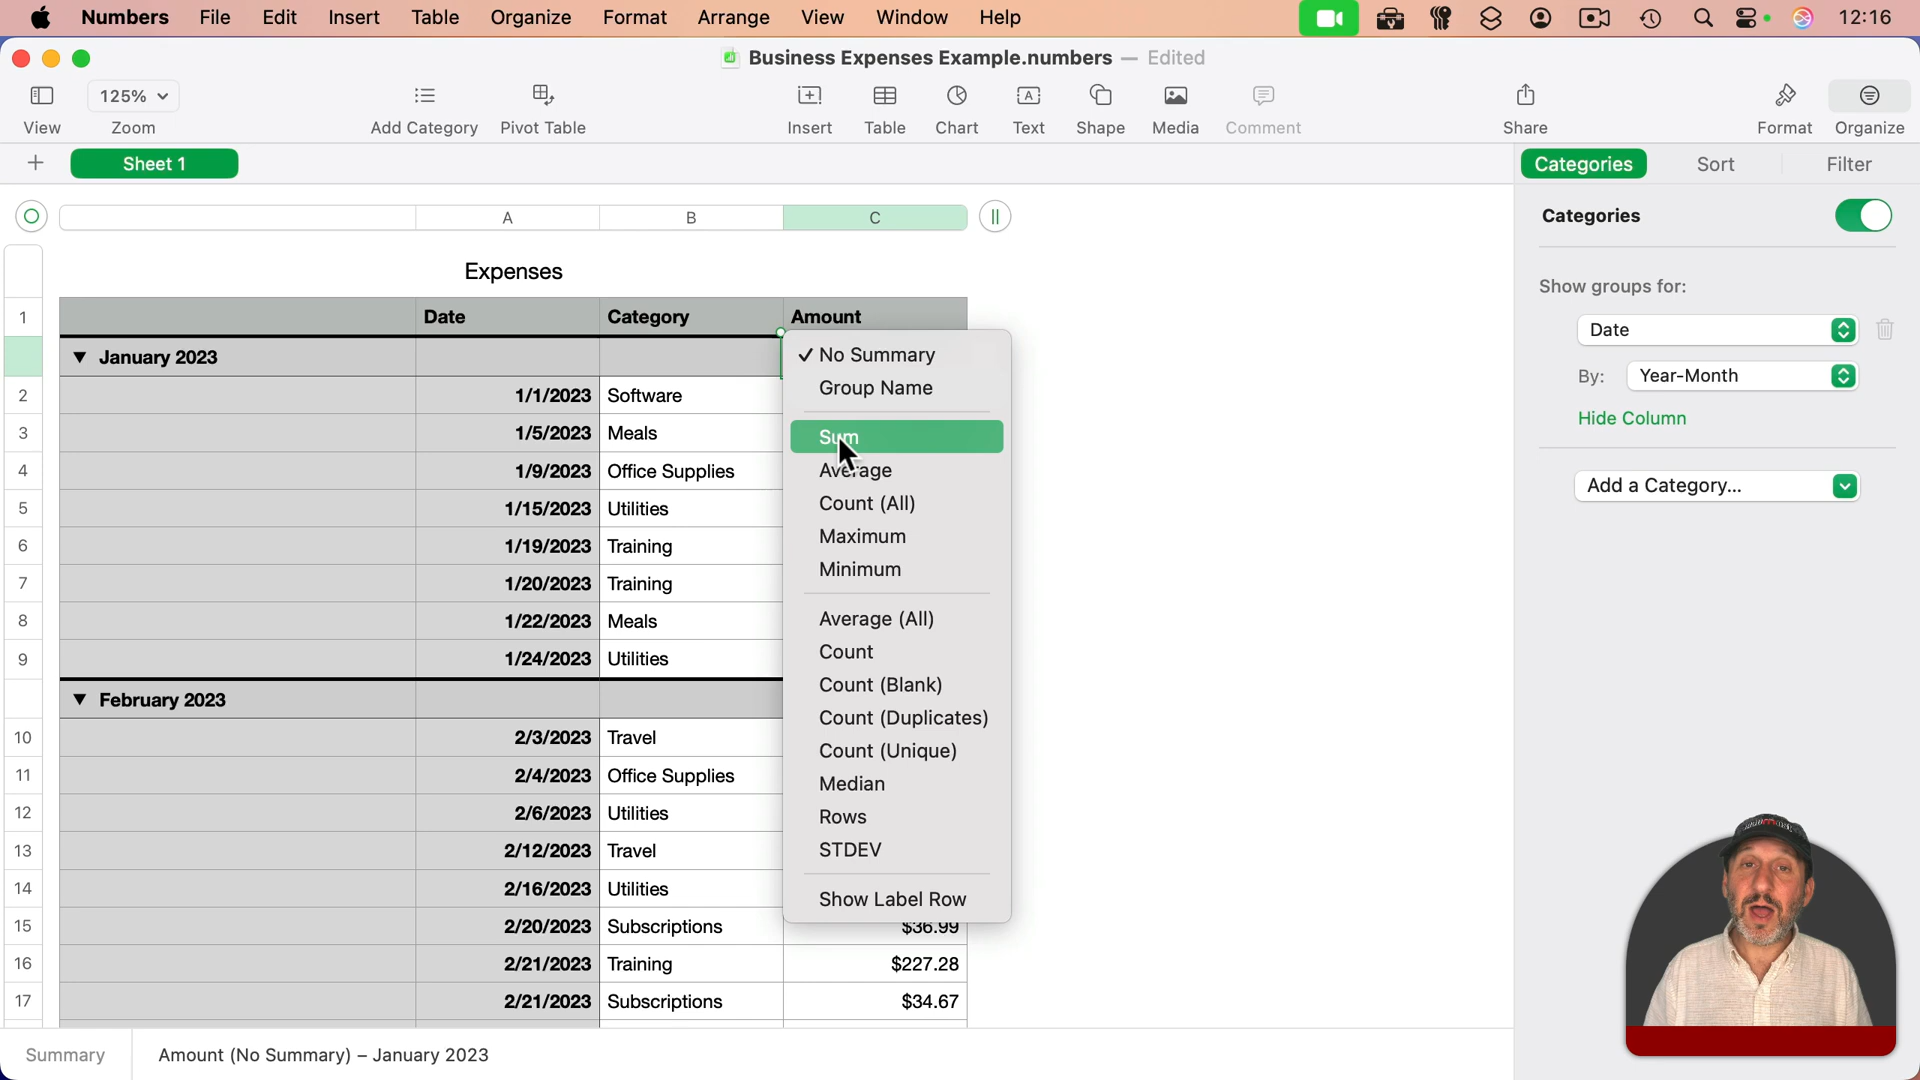 Numbers File Edit Insert Table Organize Format Arrange View Window Help 12:16
Business Expenses Example.numbers — Edited
125%
View Zoom Add Category Pivot Table Insert Table Chart Text Shape Media Comment Share Format Organize
Sheet 1
Categories Sort Filter
A B C
Categories
Expenses
Show groups for:
1 Date Category Amount
Date
January 2023
By: Year-Month
2 1/1/2023 Software
Hide Column
3 1/5/2023 Meals
4 1/9/2023 Office Supplies
Add a Category...
5 1/15/2023 Utilities
6 1/19/2023 Training
7 1/20/2023 Training
8 1/22/2023 Meals
9 1/24/2023 Utilities
February 2023
10 2/3/2023 Travel
11 2/4/2023 Office Supplies
12 2/6/2023 Utilities
13 2/12/2023 Travel
14 2/16/2023 Utilities
15 2/20/2023 Subscriptions $36.99
16 2/21/2023 Training $227.28
17 2/21/2023 Subscriptions $34.67
✓ No Summary
Group Name
Sum
Average
Count (All)
Maximum
Minimum
Average (All)
Count
Count (Blank)
Count (Duplicates)
Count (Unique)
Median
Rows
STDEV
Show Label Row
Summary Amount (No Summary) – January 2023